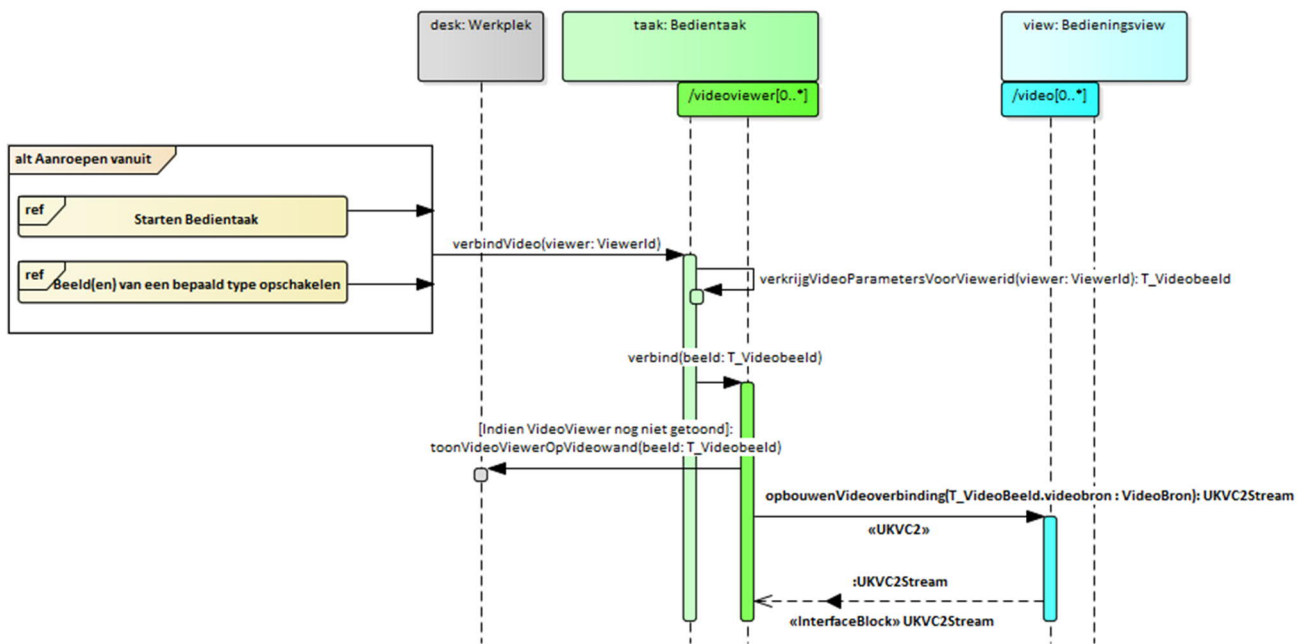 desk: Werkplek
taak: Bedientaak
view: Bedieningsview
/videoviewer[0..*]
/video[0..*]
alt Aanroepen vanuit
ref
Starten Bedientaak
ref
Beeld(en) van een bepaald type opschakelen
verbindVideo(viewer: ViewerId)
verkrijgVideoParametersVoorViewerid(viewer: ViewerId): T_Videobeeld
verbind(beeld: T_Videobeeld)
[Indien VideoViewer nog niet getoond]:
toonVideoViewerOpVideowand(beeld: T_Videobeeld)
opbouwenVideoverbinding(T_VideoBeeld.videobron : VideoBron): UKVC2Stream
«UKVC2»
:UKVC2Stream
«InterfaceBlock» UKVC2Stream